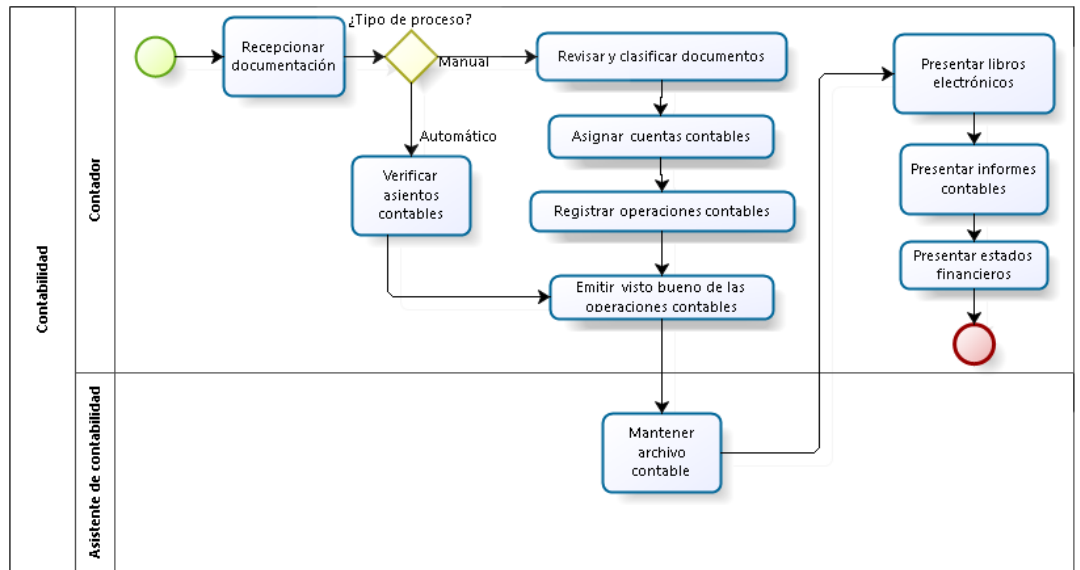 Contabilidad
Contador
¿Tipo de proceso?
Recepcionar
documentación
Manual
Revisar y clasificar documentos
Automático
Verificar
asientos
contables
Asignar cuentas contables
Registrar operaciones contables
Emitir visto bueno de las
operaciones contables
Presentar libros
electrónicos
Presentar informes
contables
Presentar estados
financieros
Asistente de contabilidad
Mantener
archivo
contable